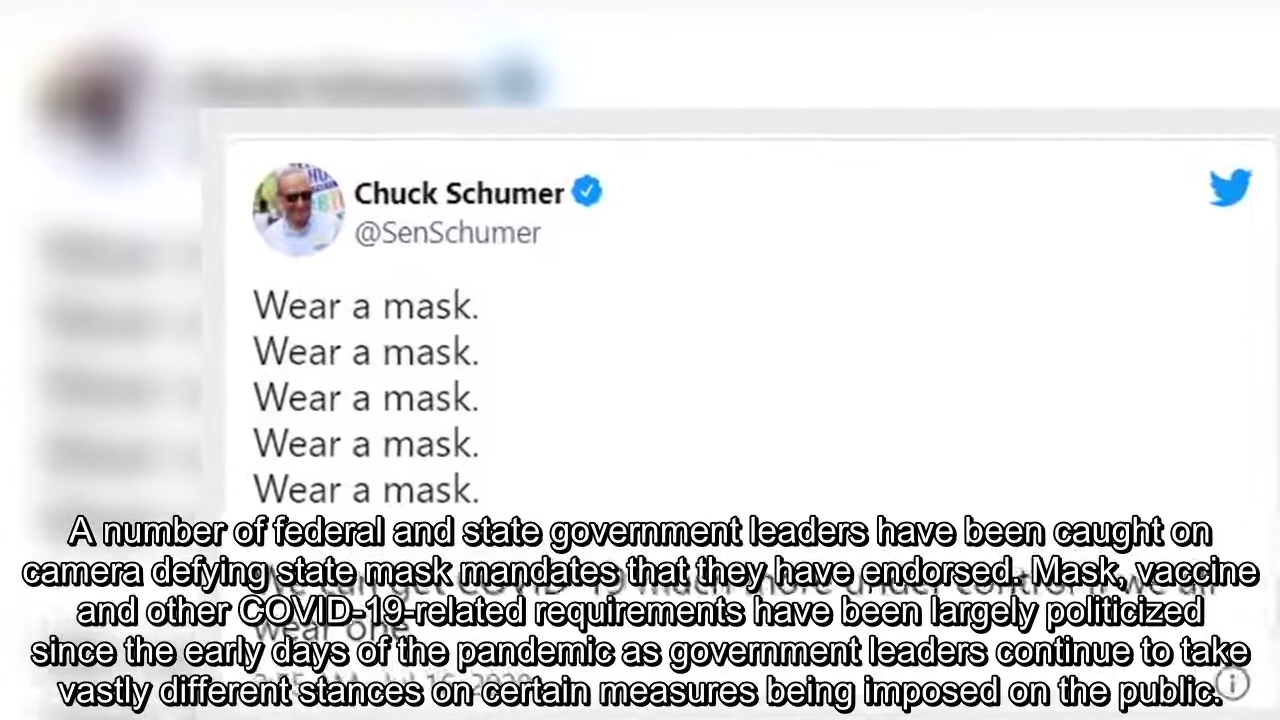 Chuck Schumer
@SenSchumer
Wear a mask.
Wear a mask.
Wear a mask.
Wear a mask.
Wear a mask.
A number of federal and state government leaders have been caught on
camera defying state mask mandates that they have endorsed. Mask, vaccine
and other COVID-19-related requirements have been largely politicized
wear one
since the early days of the pandemic as government leaders continue to take
vastly different stances on certain measures being imposed on the public.